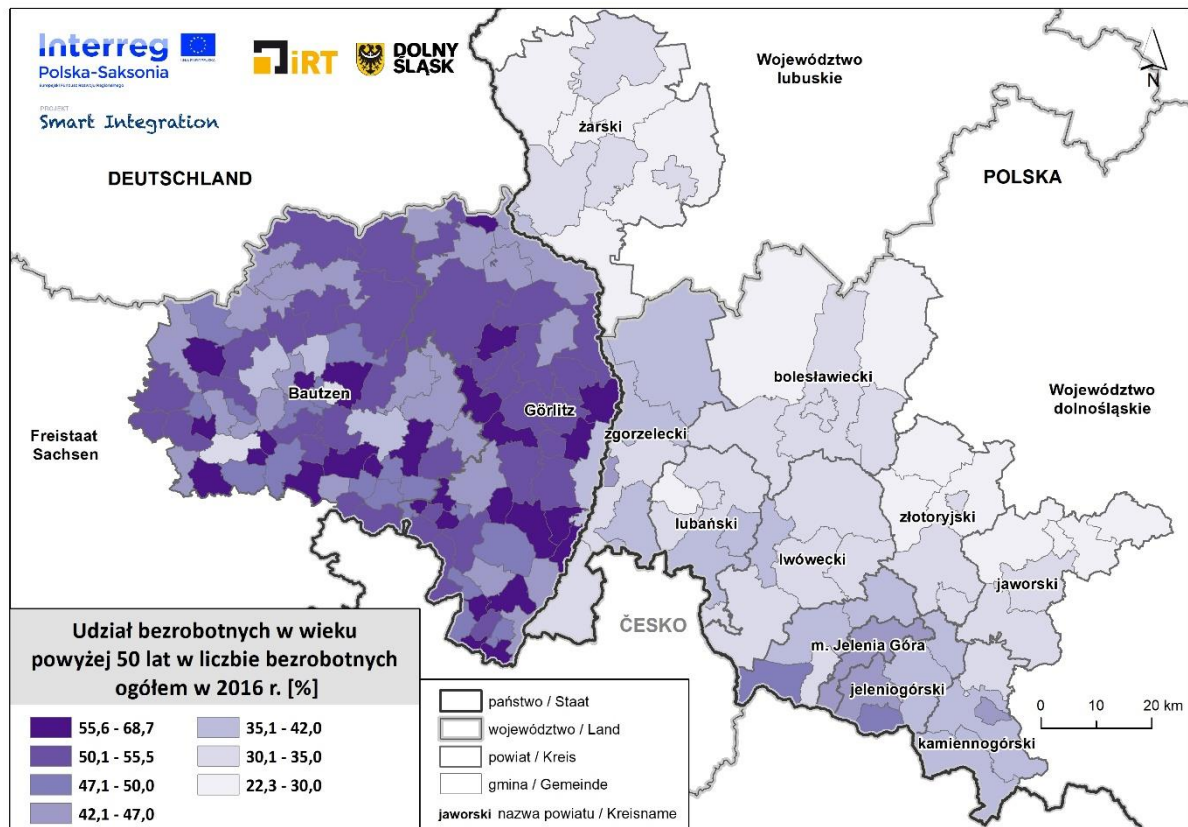 Interreg
Polska-Saksonia
Europejski Fundusz Rozwoju Regionalnego
PROJEKT
Smart Integration
iRT
DOLNY
ŚLĄSK
Województwo
lubuskie
N
żarski
DEUTSCHLAND
POLSKA
bolesławiecki
Województwo
dolnośląskie
Bautzen
Görlitz
Freistaat
Sachsen
zgorzelecki
złotoryjski
lubański
lwówecki
jaworski
ČESKO
m. Jelenia Góra
jeleniogórski
kamiennogórski
0 10 20 km
Udział bezrobotnych w wieku
powyżej 50 lat w liczbie bezrobotnych
ogółem w 2016 r. [%]
55,6 - 68,7
50,1 - 55,5
47,1 - 50,0
42,1 - 47,0
35,1 - 42,0
30,1 - 35,0
22,3 - 30,0
państwo / Staat
województwo / Land
powiat / Kreis
gmina / Gemeinde
jaworski nazwa powiatu / Kreisname